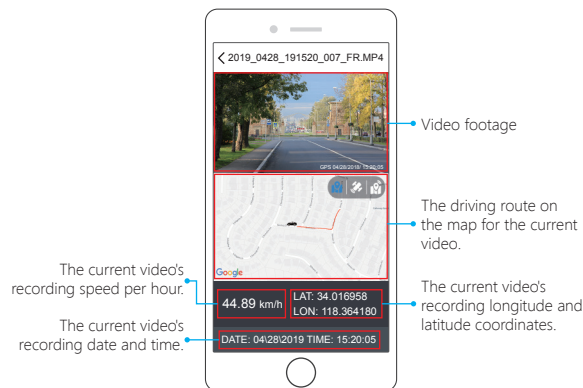 2019_0428_191520_007_FR.MP4
GPS 04/28/2018/ 15:20:05
Video footage
The driving route on
the map for the current
video.
Google
The current video's
recording speed per hour.
44.89 km/h
LAT: 34.016958
LON: 118.364180
The current video's
recording longitude and
latitude coordinates.
The current video's
recording date and time.
DATE: 04\28\2019 TIME: 15:20:05